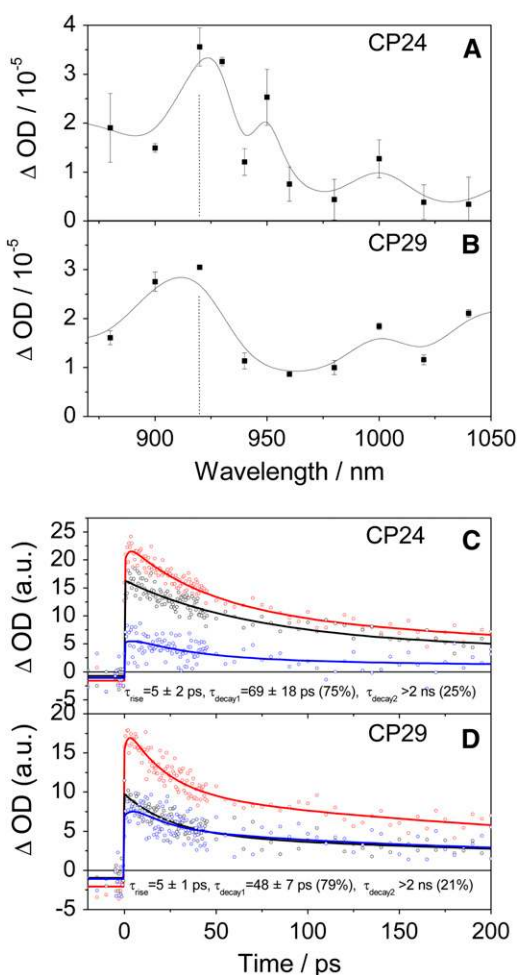 CP24 A
4
3
2
1
0
Δ OD / 10⁻⁵
CP29 B
3
2
1
0
Δ OD / 10⁻⁵
900 950 1000 1050
Wavelength / nm
CP24 C
25
20
15
10
5
0
-5
Δ OD (a.u.)
τrise=5 ± 2 ps, τdecay1=69 ± 18 ps (75%), τdecay2 >2 ns (25%)
CP29 D
20
15
10
5
0
-5
Δ OD (a.u.)
τrise=5 ± 1 ps, τdecay1=48 ± 7 ps (79%), τdecay2 >2 ns (21%)
0 50 100 150 200
Time / ps